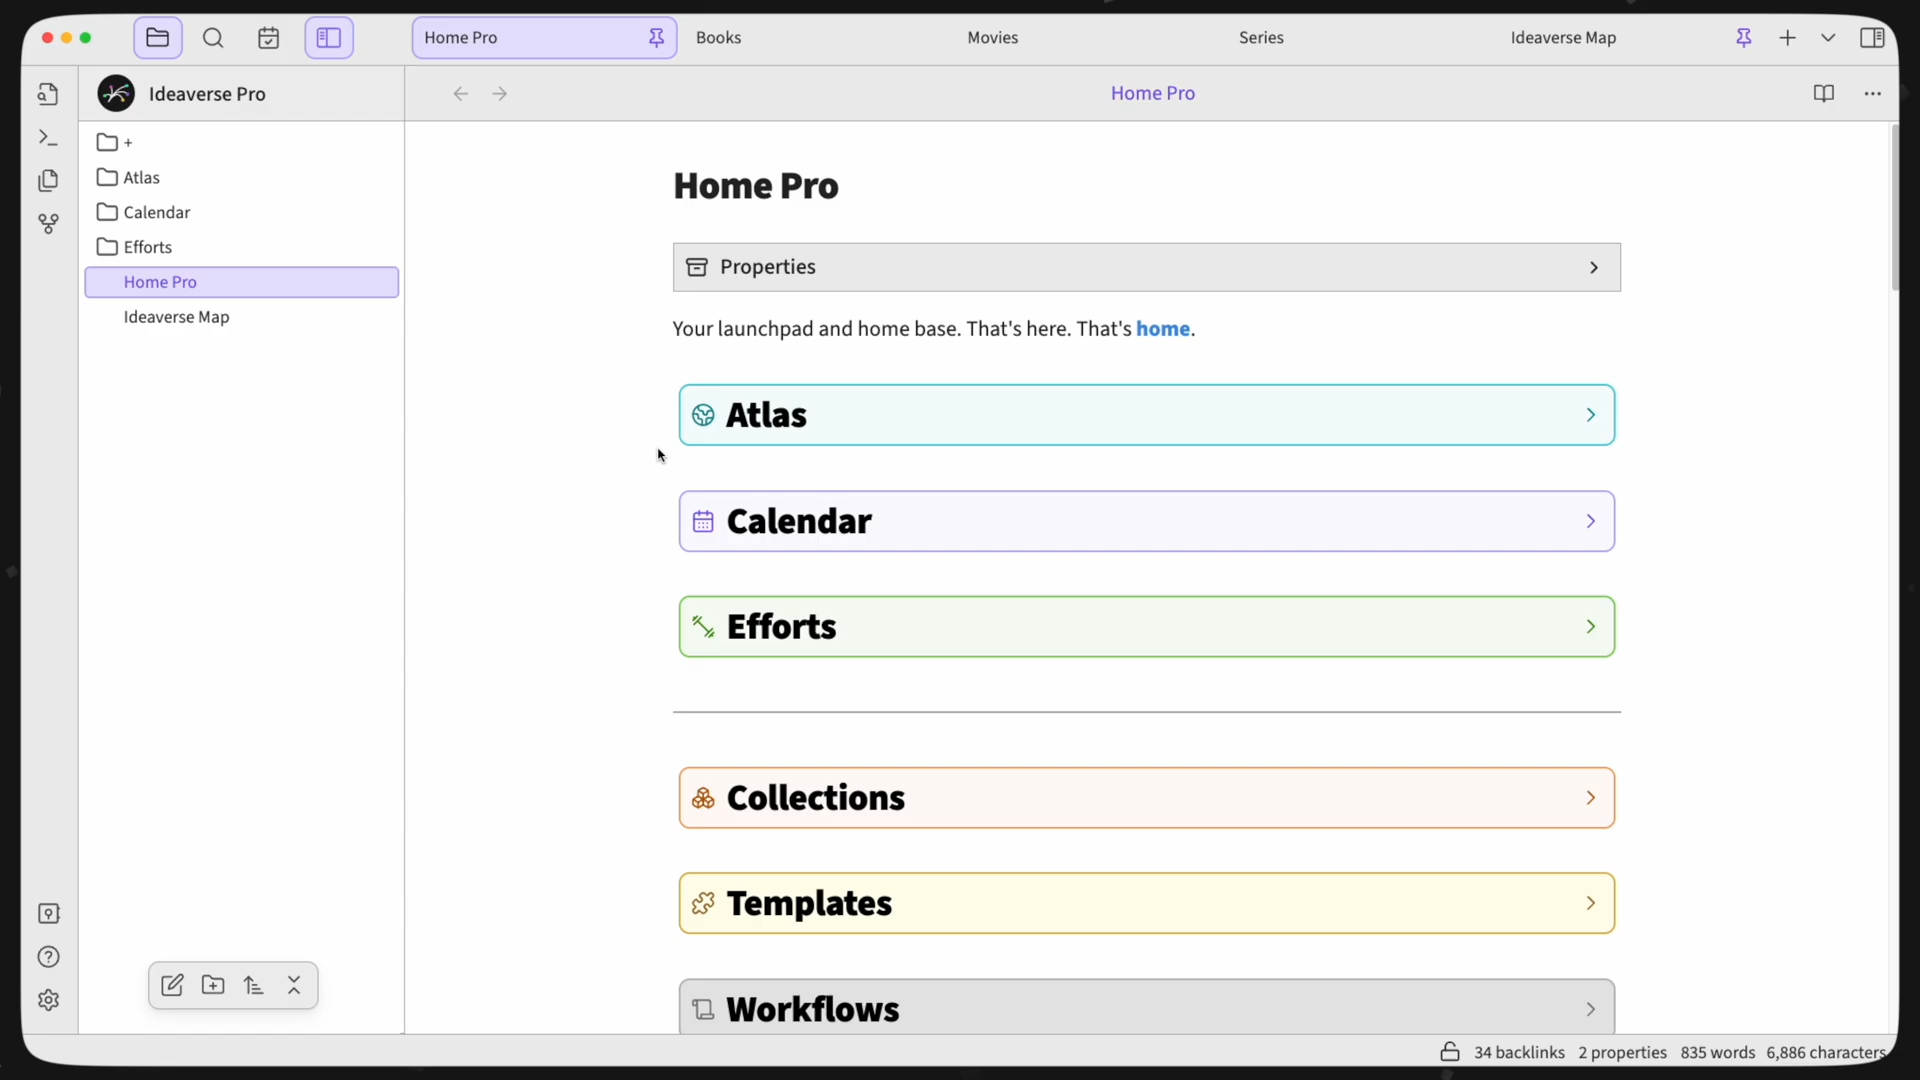 Home Pro
Books
Movies
Series
Ideaverse Map
Ideaverse Pro
Home Pro
+
Atlas
Calendar
Efforts
Home Pro
Ideaverse Map
Home Pro
Properties
Your launchpad and home base. That's here. That's home.
Atlas
Calendar
Efforts
Collections
Templates
Workflows
34 backlinks 2 properties 835 words 6,886 characters